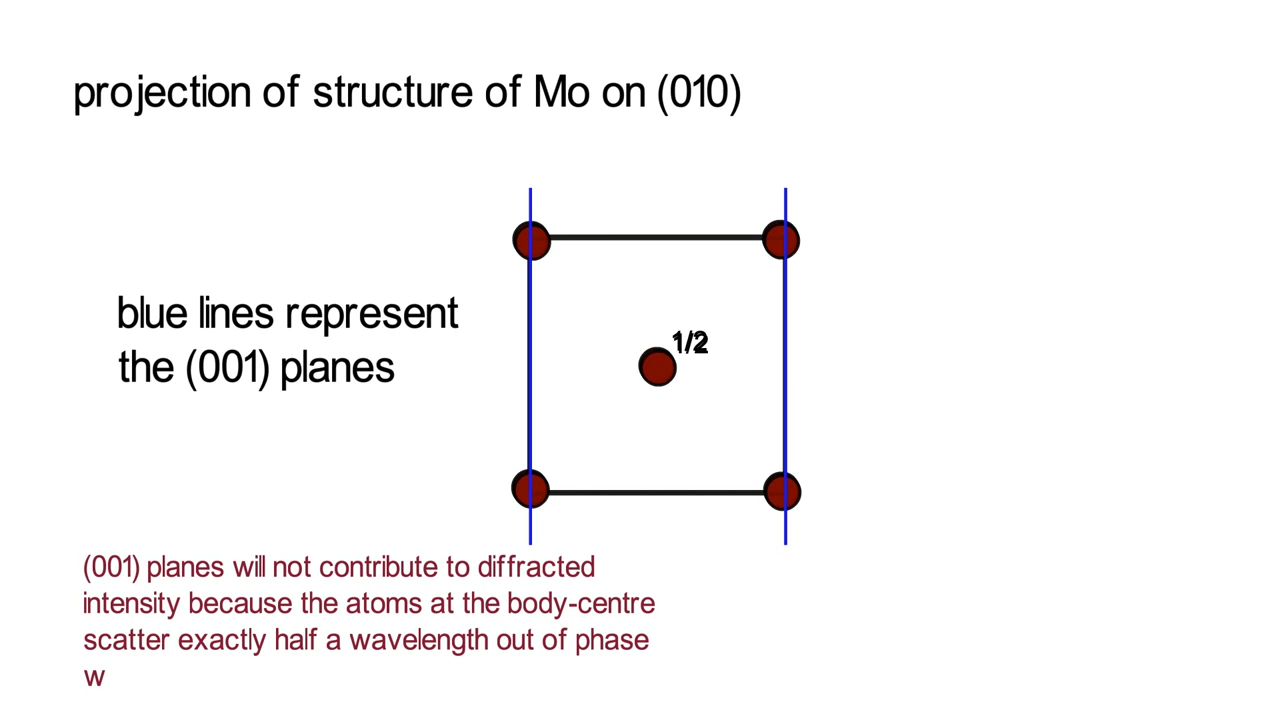 projection of structure of Mo on (010)
1/2
blue lines represent
the (001) planes
(001) planes will not contribute to diffracted
intensity because the atoms at the body-centre
scatter exactly half a wavelength out of phase
w